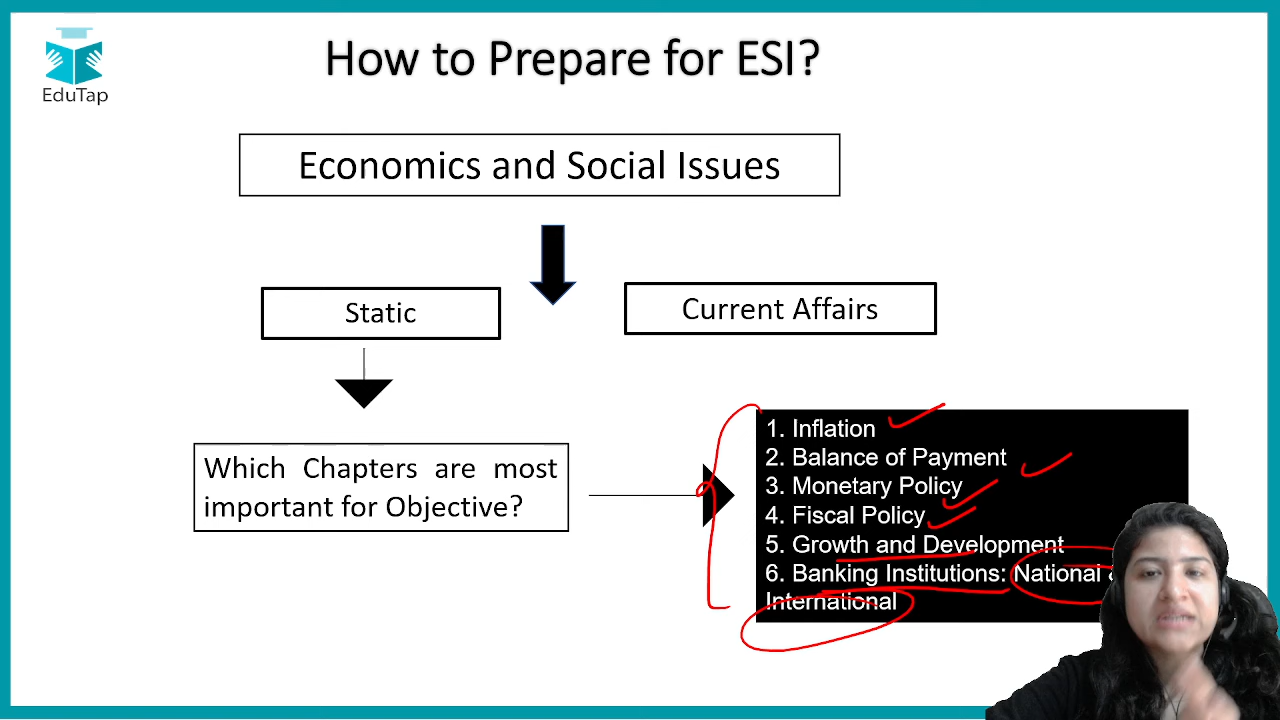 How to Prepare for ESI?
EduTap
Economics and Social Issues
Static
Current Affairs
Which Chapters are most
important for Objective?
1. Inflation
2. Balance of Payment
3. Monetary Policy
4. Fiscal Policy
5. Growth and Development
6. Banking Institutions: National &
International